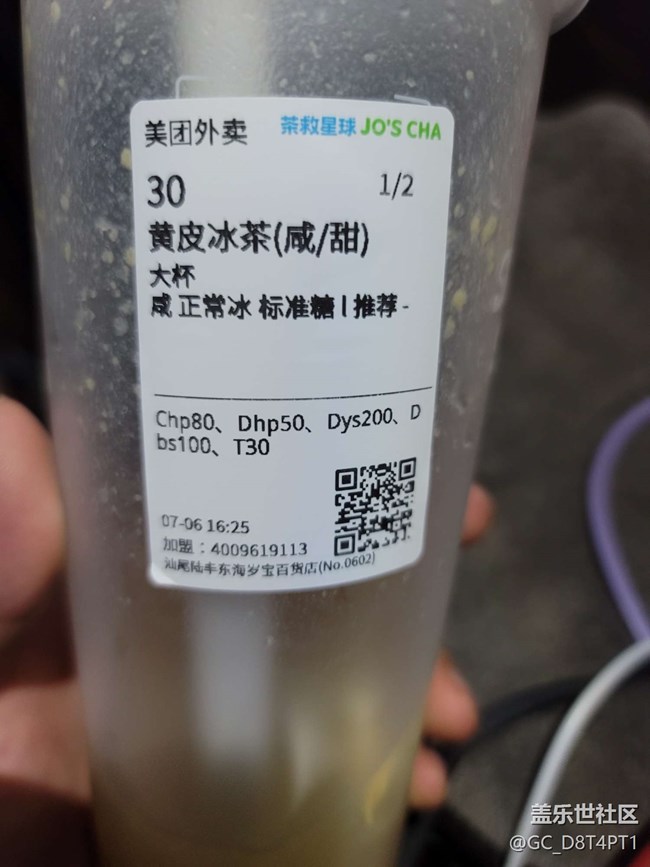 美团外卖 茶救星球 JO'S CHA
30 1/2
黄皮冰茶(咸/甜)
大杯
咸 正常冰 标准糖 | 推荐 -
Chp80、Dhp50、Dys200、D
bs100、T30
07-06 16:25
加盟：4009619113
汕尾陆丰东海岁宝百货店(No.0602)
盖乐世社区
@GC_D8T4PT1